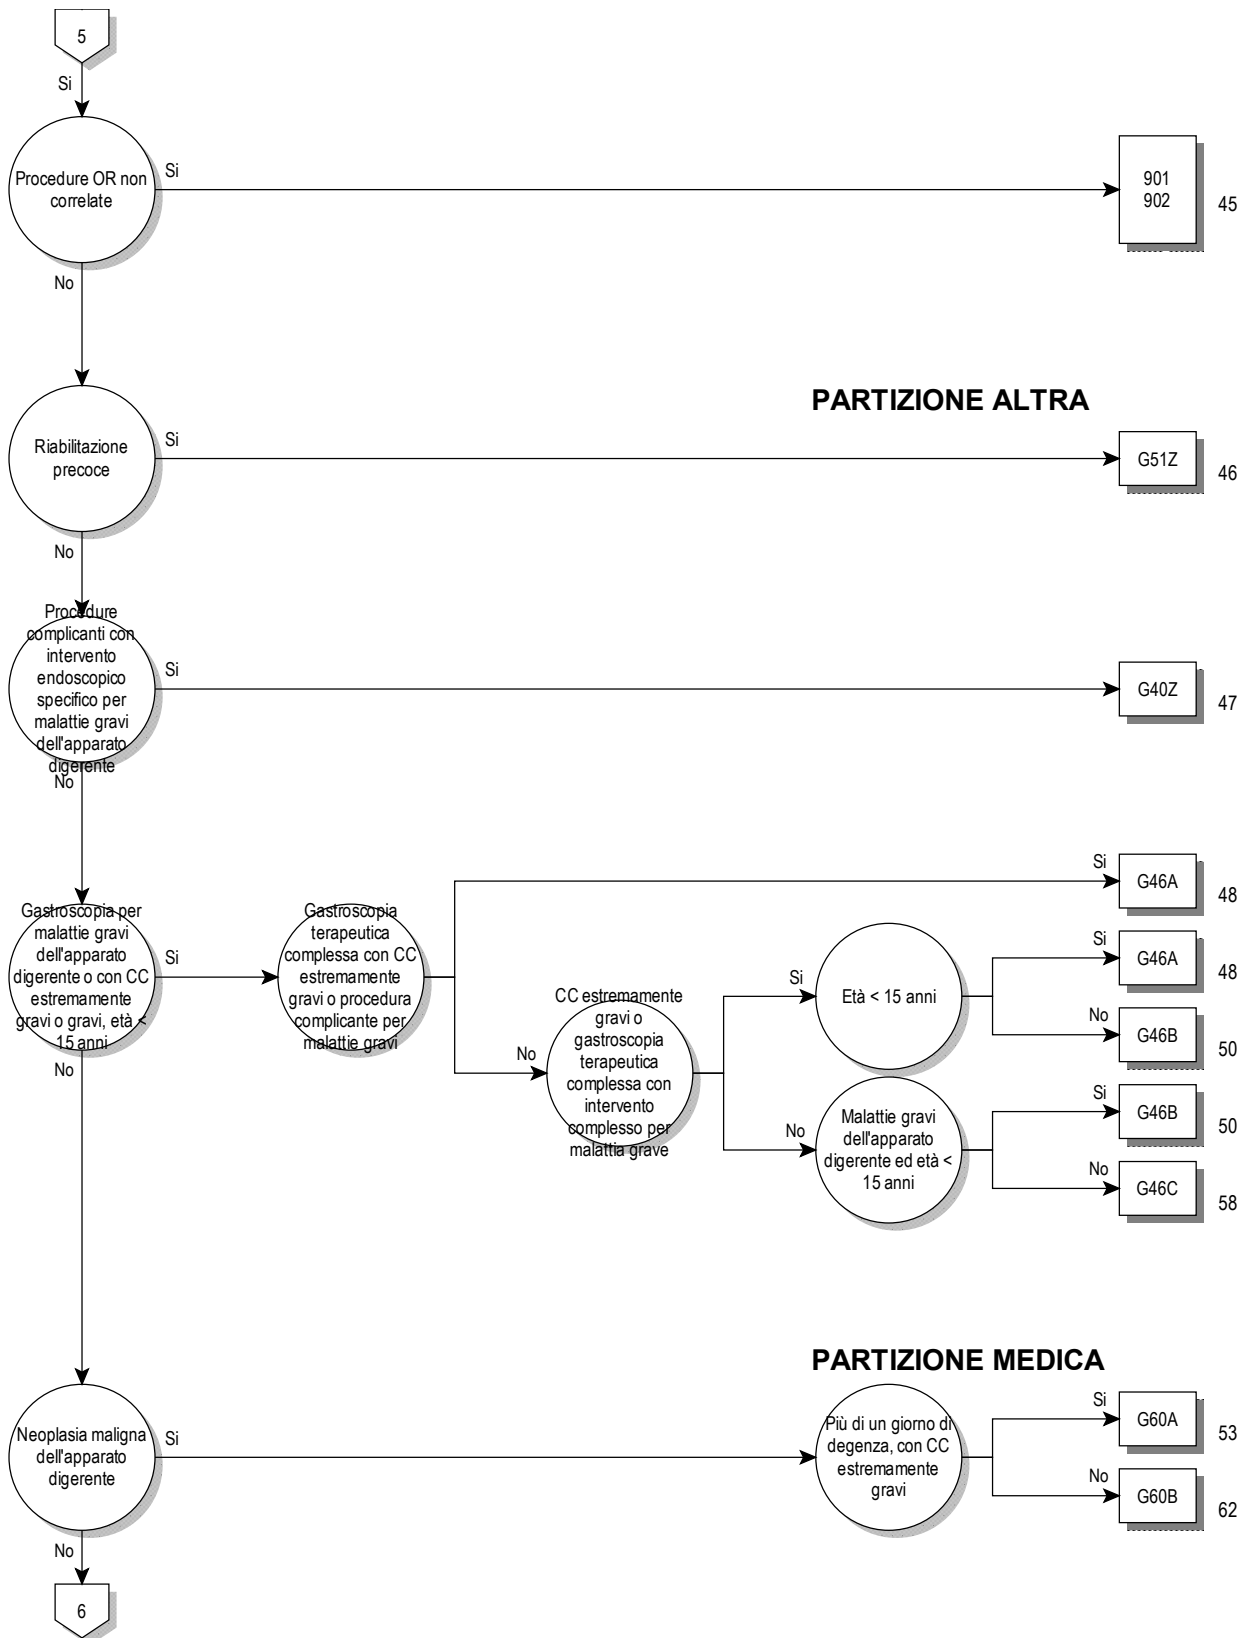 5
Si
Procedure OR non
correlate
Si
901
902
45
No
PARTIZIONE ALTRA
Riabilitazione
precoce
Si
G51Z
46
No
Procedure
complicanti con
intervento
endoscopico
specifico per
malattie gravi
dell'apparato
digerente
Si
G40Z
47
No
Gastroscopia per
malattie gravi
dell'apparato
digerente o con CC
estremamente
gravi o gravi, età <
15 anni
Si
Gastroscopia
terapeutica
complessa con CC
estremamente
gravi o procedura
complicante per
malattie gravi
Si
G46A
48
No
CC estremamente
gravi o
gastroscopia
terapeutica
complessa con
intervento
complesso per
malattia grave
Si
Età < 15 anni
Si
G46A
48
No
G46B
50
No
Malattie gravi
dell'apparato
digerente ed età <
15 anni
Si
G46B
50
No
G46C
58
No
PARTIZIONE MEDICA
Neoplasia maligna
dell'apparato
digerente
Si
Più di un giorno di
degenza, con CC
estremamente
gravi
Si
G60A
53
No
G60B
62
No
6